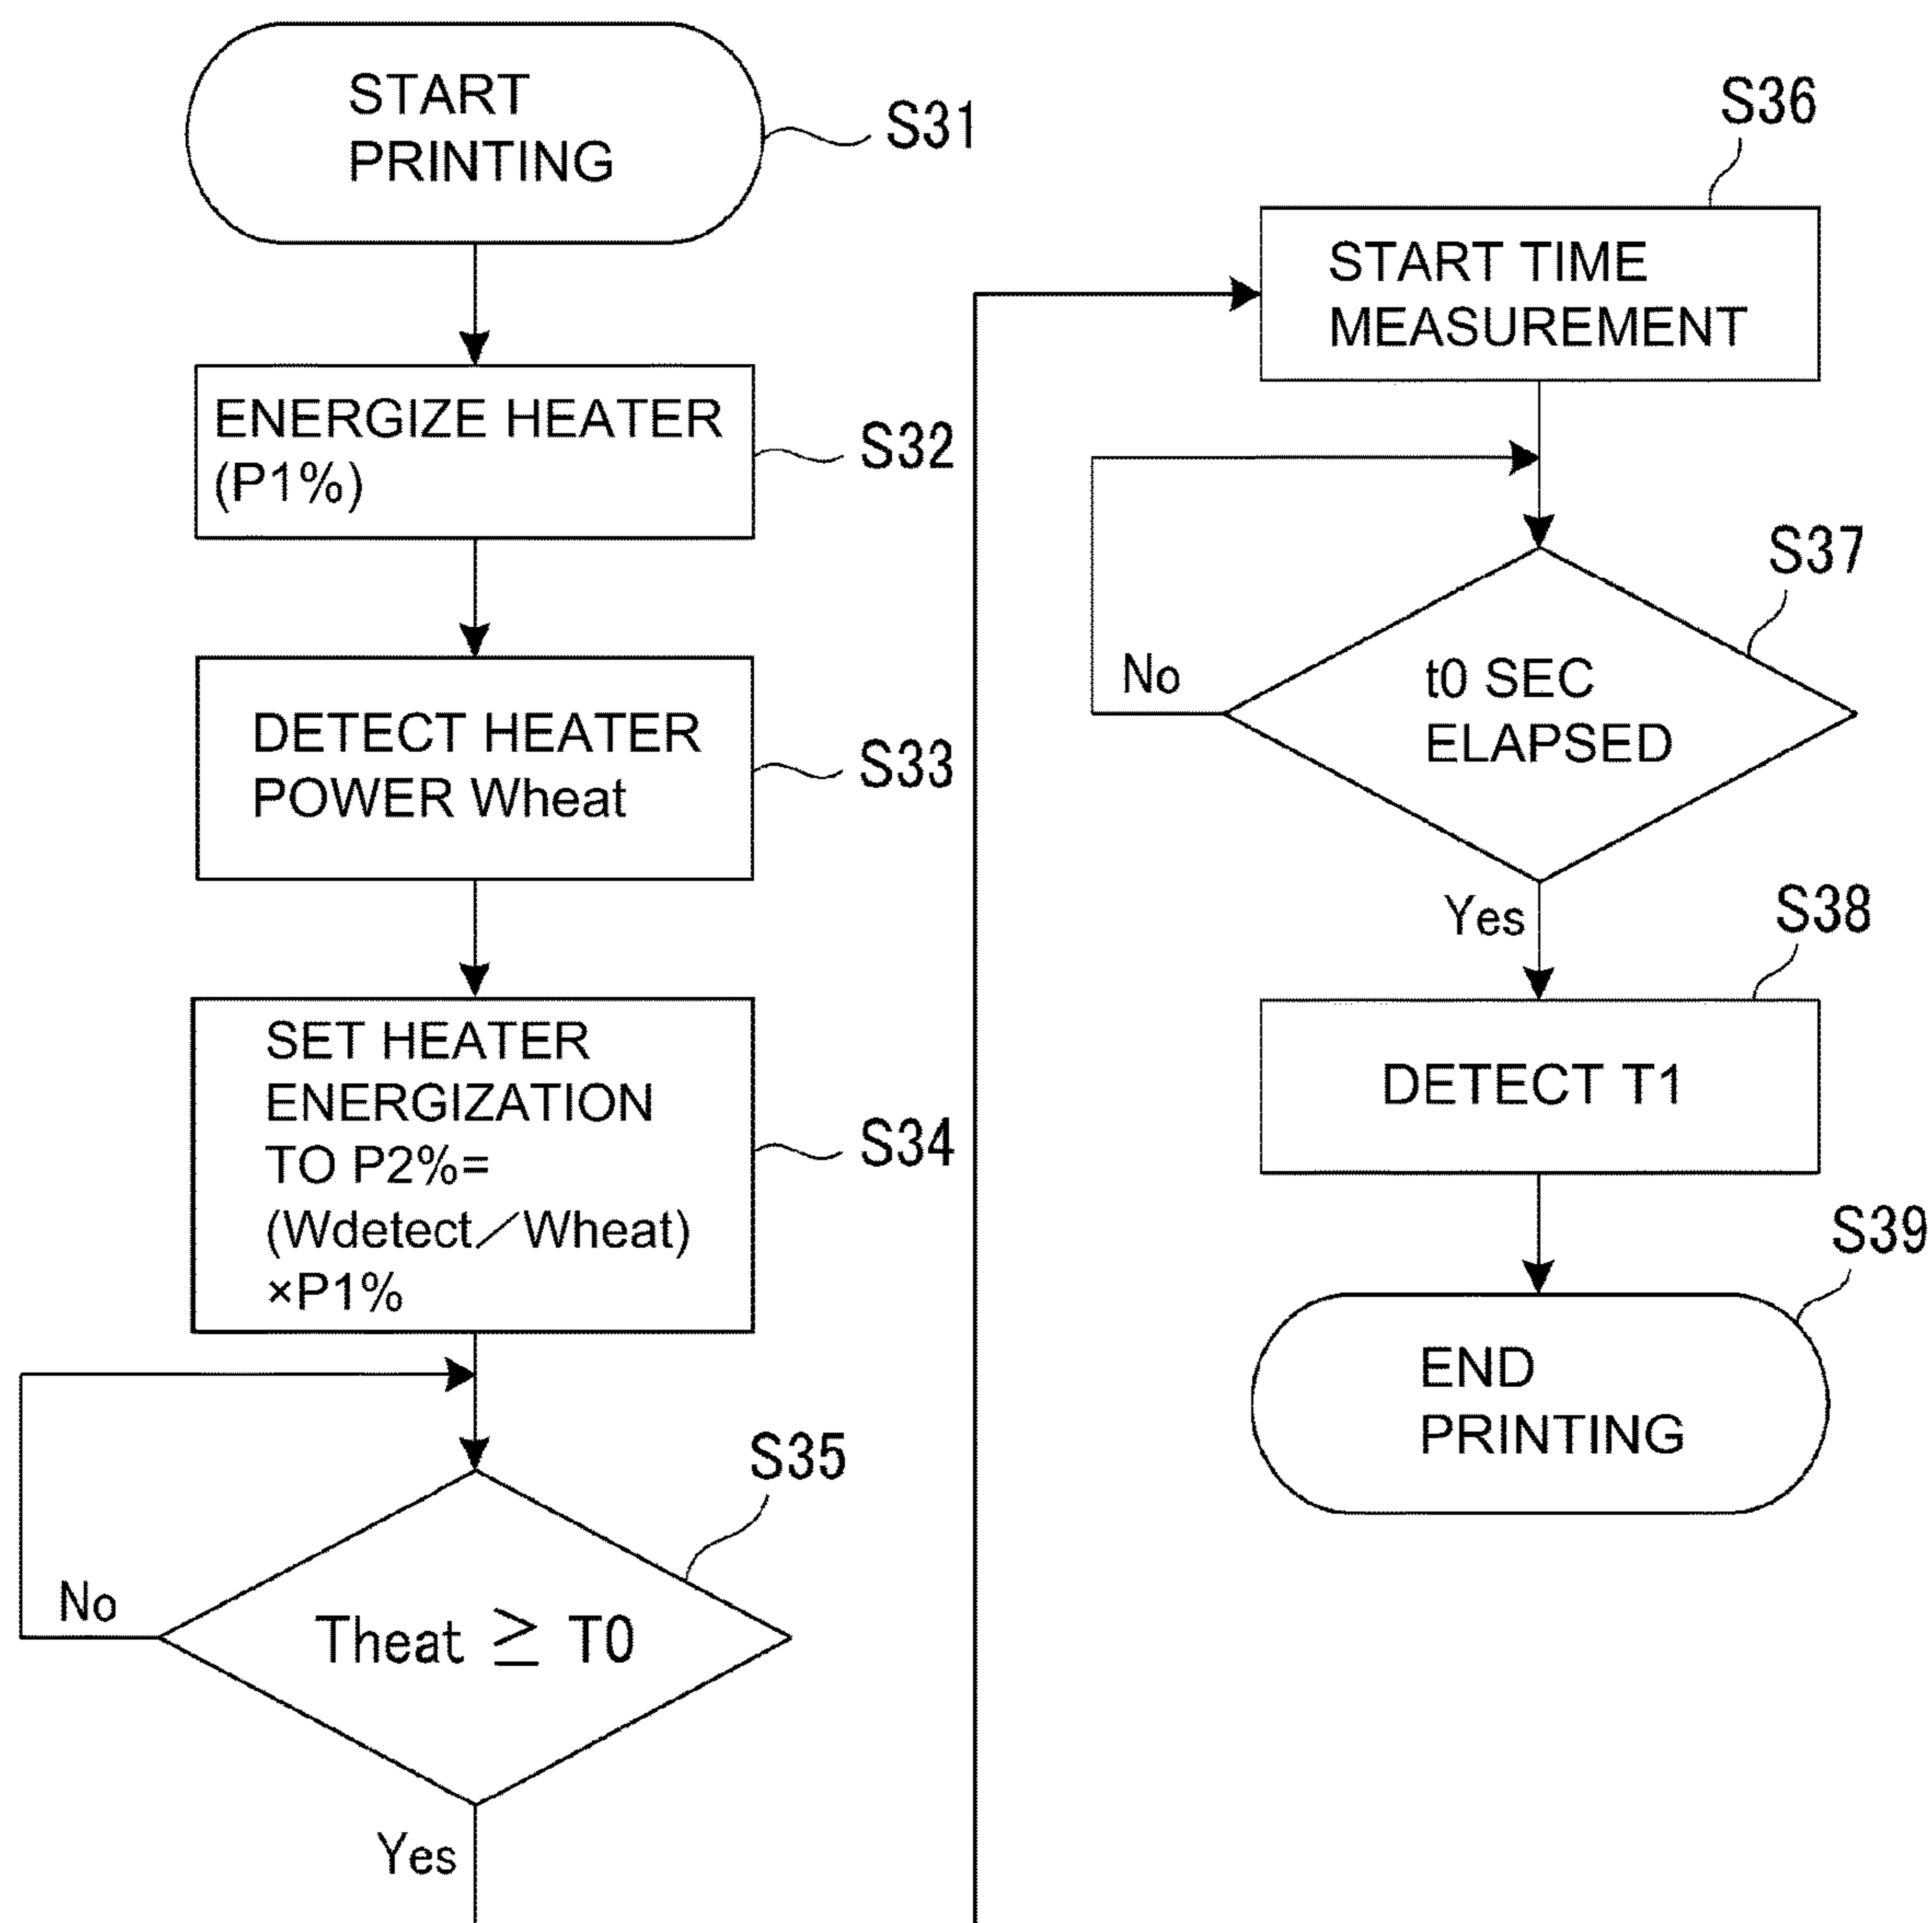 START
PRINTING
S31
ENERGIZE HEATER
(P1%)
S32
DETECT HEATER
POWER Wheat
S33
SET HEATER
ENERGIZATION
TO P2%=
(Wdetect／Wheat)
×P1%
S34
S35
No
Theat ≥ T0
Yes
S36
START TIME
MEASUREMENT
S37
No
t0 SEC
ELAPSED
Yes
S38
DETECT T1
S39
END
PRINTING